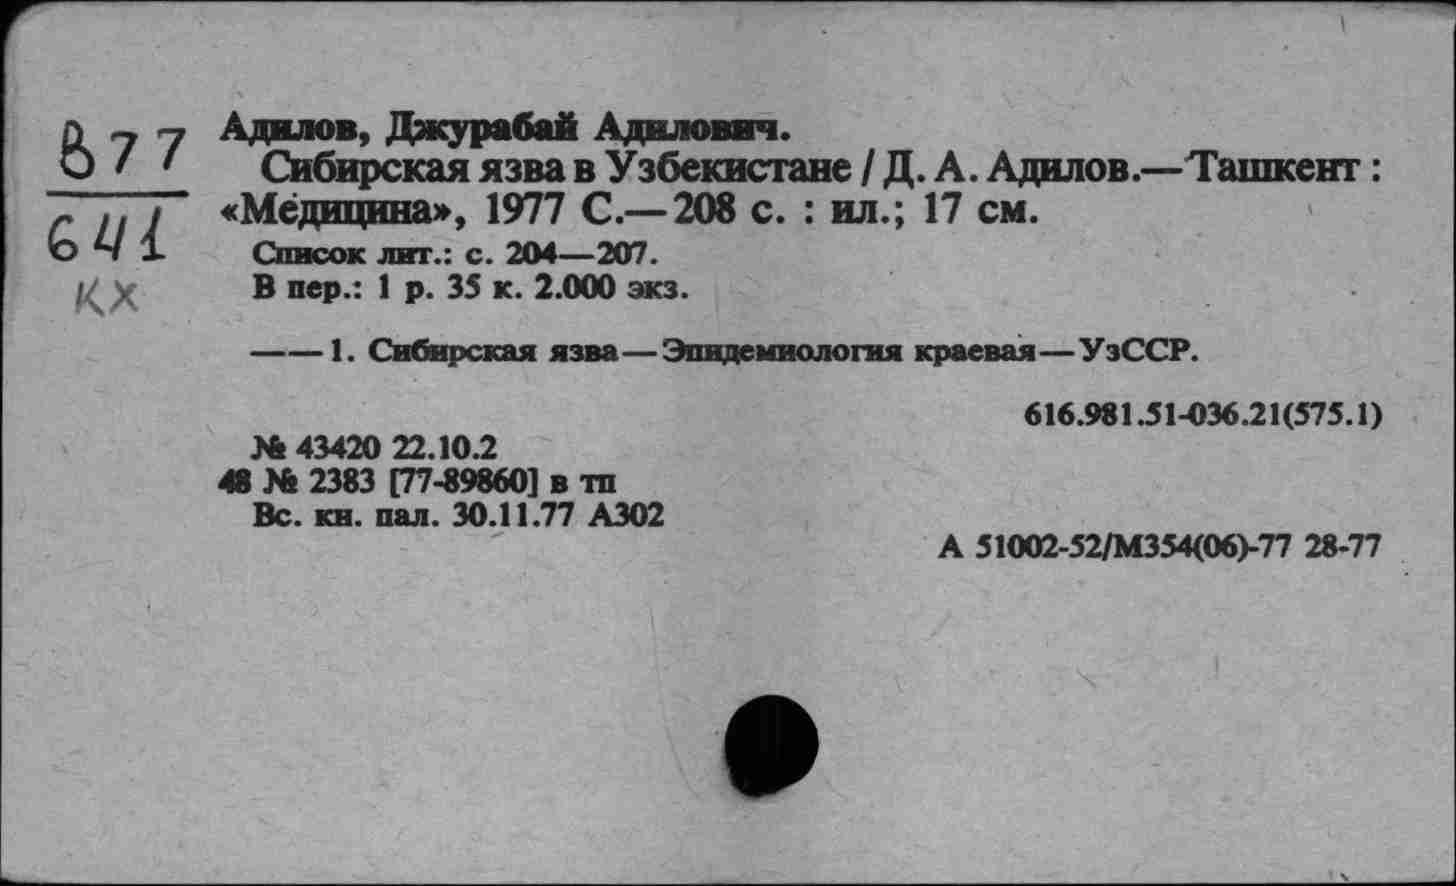 В 77
641
КХ
Адилов, Джурабай Адилович.
Сибирская язва в Узбекистане / Д. А. Адилов.— Ташкент :
«Медицина», 1977 С.— 208 с. : ил.; 17 см.
Список лит.: с. 204—207.
В пер.: 1 р. 35 к. 2.000 экз.
—— 1. Сибирская язва — Эпидемиология краевая — УзССР.
616.981.51-036.21(575.1)
№ 43420 22.10.2
48 № 2383 [77-89860] в тп
Вс. кн. пал. 30.11.77 А302
А 51002-52/М354(06)-77 28-77